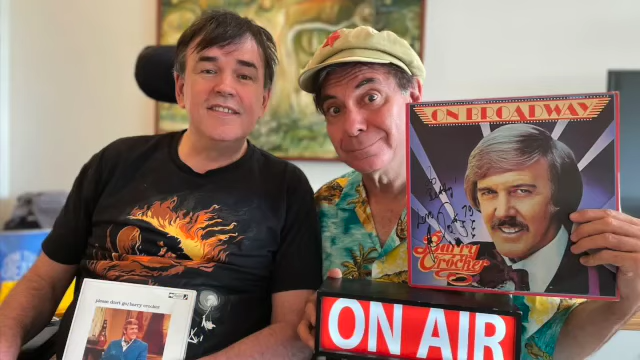 ON BROADWAY
Barry
Crocker
please don't go/barry crocker
ON AIR